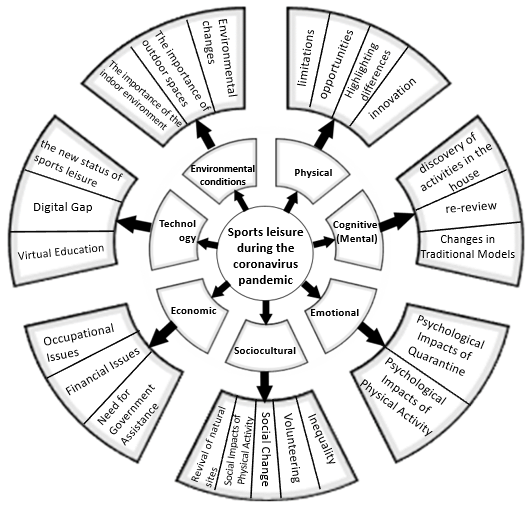 Sports leisure
during the
coronavirus
pandemic
Physical
limitations
opportunities
Highlighting
differences
innovation
Cognitive
(Mental)
discovery of
activities in the
house
re-review
Changes in
Traditional Models
Emotional
Psychological
Impacts of
Quarantine
Psychological
Impacts of
Physical Activity
Sociocultural
Inequality
Volunteering
Social Change
Social Impacts of
Physical Activity
Revival of natural
sites
Economic
Occupational
Issues
Financial Issues
Need for
Government
Assistance
Technol
ogy
the new status of
sports leisure
Digital Gap
Virtual Education
Environmental
conditions
The importance of the
indoor environment
The importance of
outdoor spaces
Environmental
changes